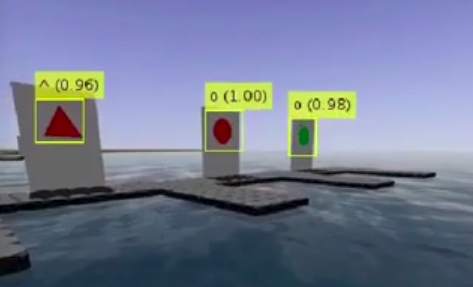 ^ (0.96)
o (1.00)
o (0.98)